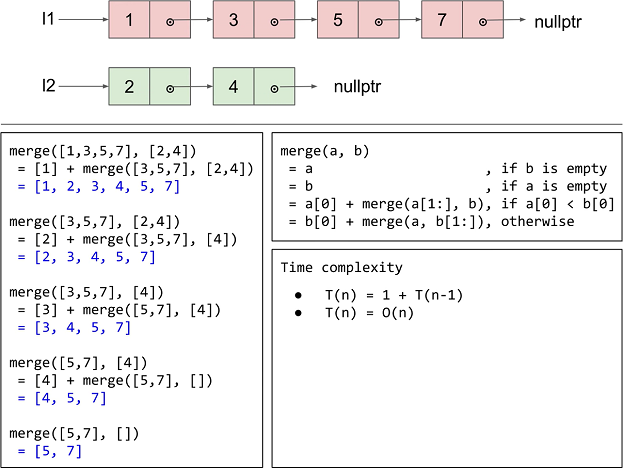 l1 1 3 5 7 nullptr
l2 2 4 nullptr
merge([1,3,5,7], [2,4])
= [1] + merge([3,5,7], [2,4])
= [1, 2, 3, 4, 5, 7]
merge([3,5,7], [2,4])
= [2] + merge([3,5,7], [4])
= [2, 3, 4, 5, 7]
merge([3,5,7], [4])
= [3] + merge([5,7], [4])
= [3, 4, 5, 7]
merge([5,7], [4])
= [4] + merge([5,7], [])
= [4, 5, 7]
merge([5,7], [])
= [5, 7]
merge(a, b)
= a , if b is empty
= b , if a is empty
= a[0] + merge(a[1:], b), if a[0] < b[0]
= b[0] + merge(a, b[1:]), otherwise
Time complexity
● T(n) = 1 + T(n-1)
● T(n) = O(n)